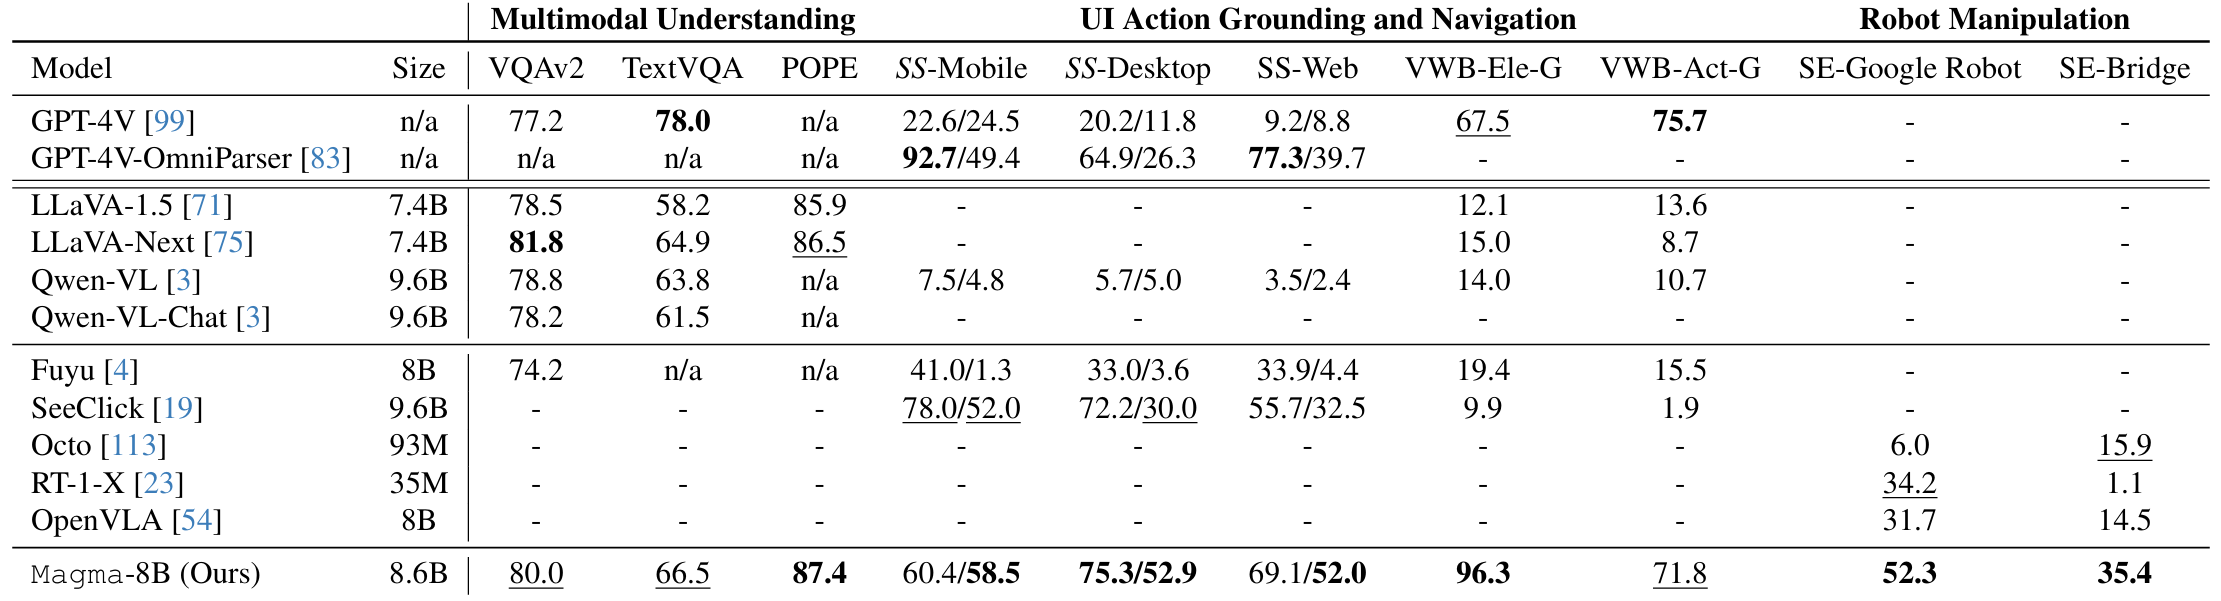 Multimodal Understanding UI Action Grounding and Navigation Robot Manipulation
Model Size VQAv2 TextVQA POPE SS-Mobile SS-Desktop SS-Web VWB-Ele-G VWB-Act-G SE-Google Robot SE-Bridge
GPT-4V [99] n/a 77.2 78.0 n/a 22.6/24.5 20.2/11.8 9.2/8.8 67.5 75.7 - -
GPT-4V-OmniParser [83] n/a n/a n/a n/a 92.7/49.4 64.9/26.3 77.3/39.7 - - - -
LLaVA-1.5 [71] 7.4B 78.5 58.2 85.9 - - - 12.1 13.6 - -
LLaVA-Next [75] 7.4B 81.8 64.9 86.5 - - - 15.0 8.7 - -
Qwen-VL [3] 9.6B 78.8 63.8 n/a 7.5/4.8 5.7/5.0 3.5/2.4 14.0 10.7 - -
Qwen-VL-Chat [3] 9.6B 78.2 61.5 n/a - - - - - - -
Fuyu [4] 8B 74.2 n/a n/a 41.0/1.3 33.0/3.6 33.9/4.4 19.4 15.5 - -
SeeClick [19] 9.6B - - - 78.0/52.0 72.2/30.0 55.7/32.5 9.9 1.9 - -
Octo [113] 93M - - - - - - - - 6.0 15.9
RT-1-X [23] 35M - - - - - - - - 34.2 1.1
OpenVLA [54] 8B - - - - - - - - 31.7 14.5
Magma-8B (Ours) 8.6B 80.0 66.5 87.4 60.4/58.5 75.3/52.9 69.1/52.0 96.3 71.8 52.3 35.4